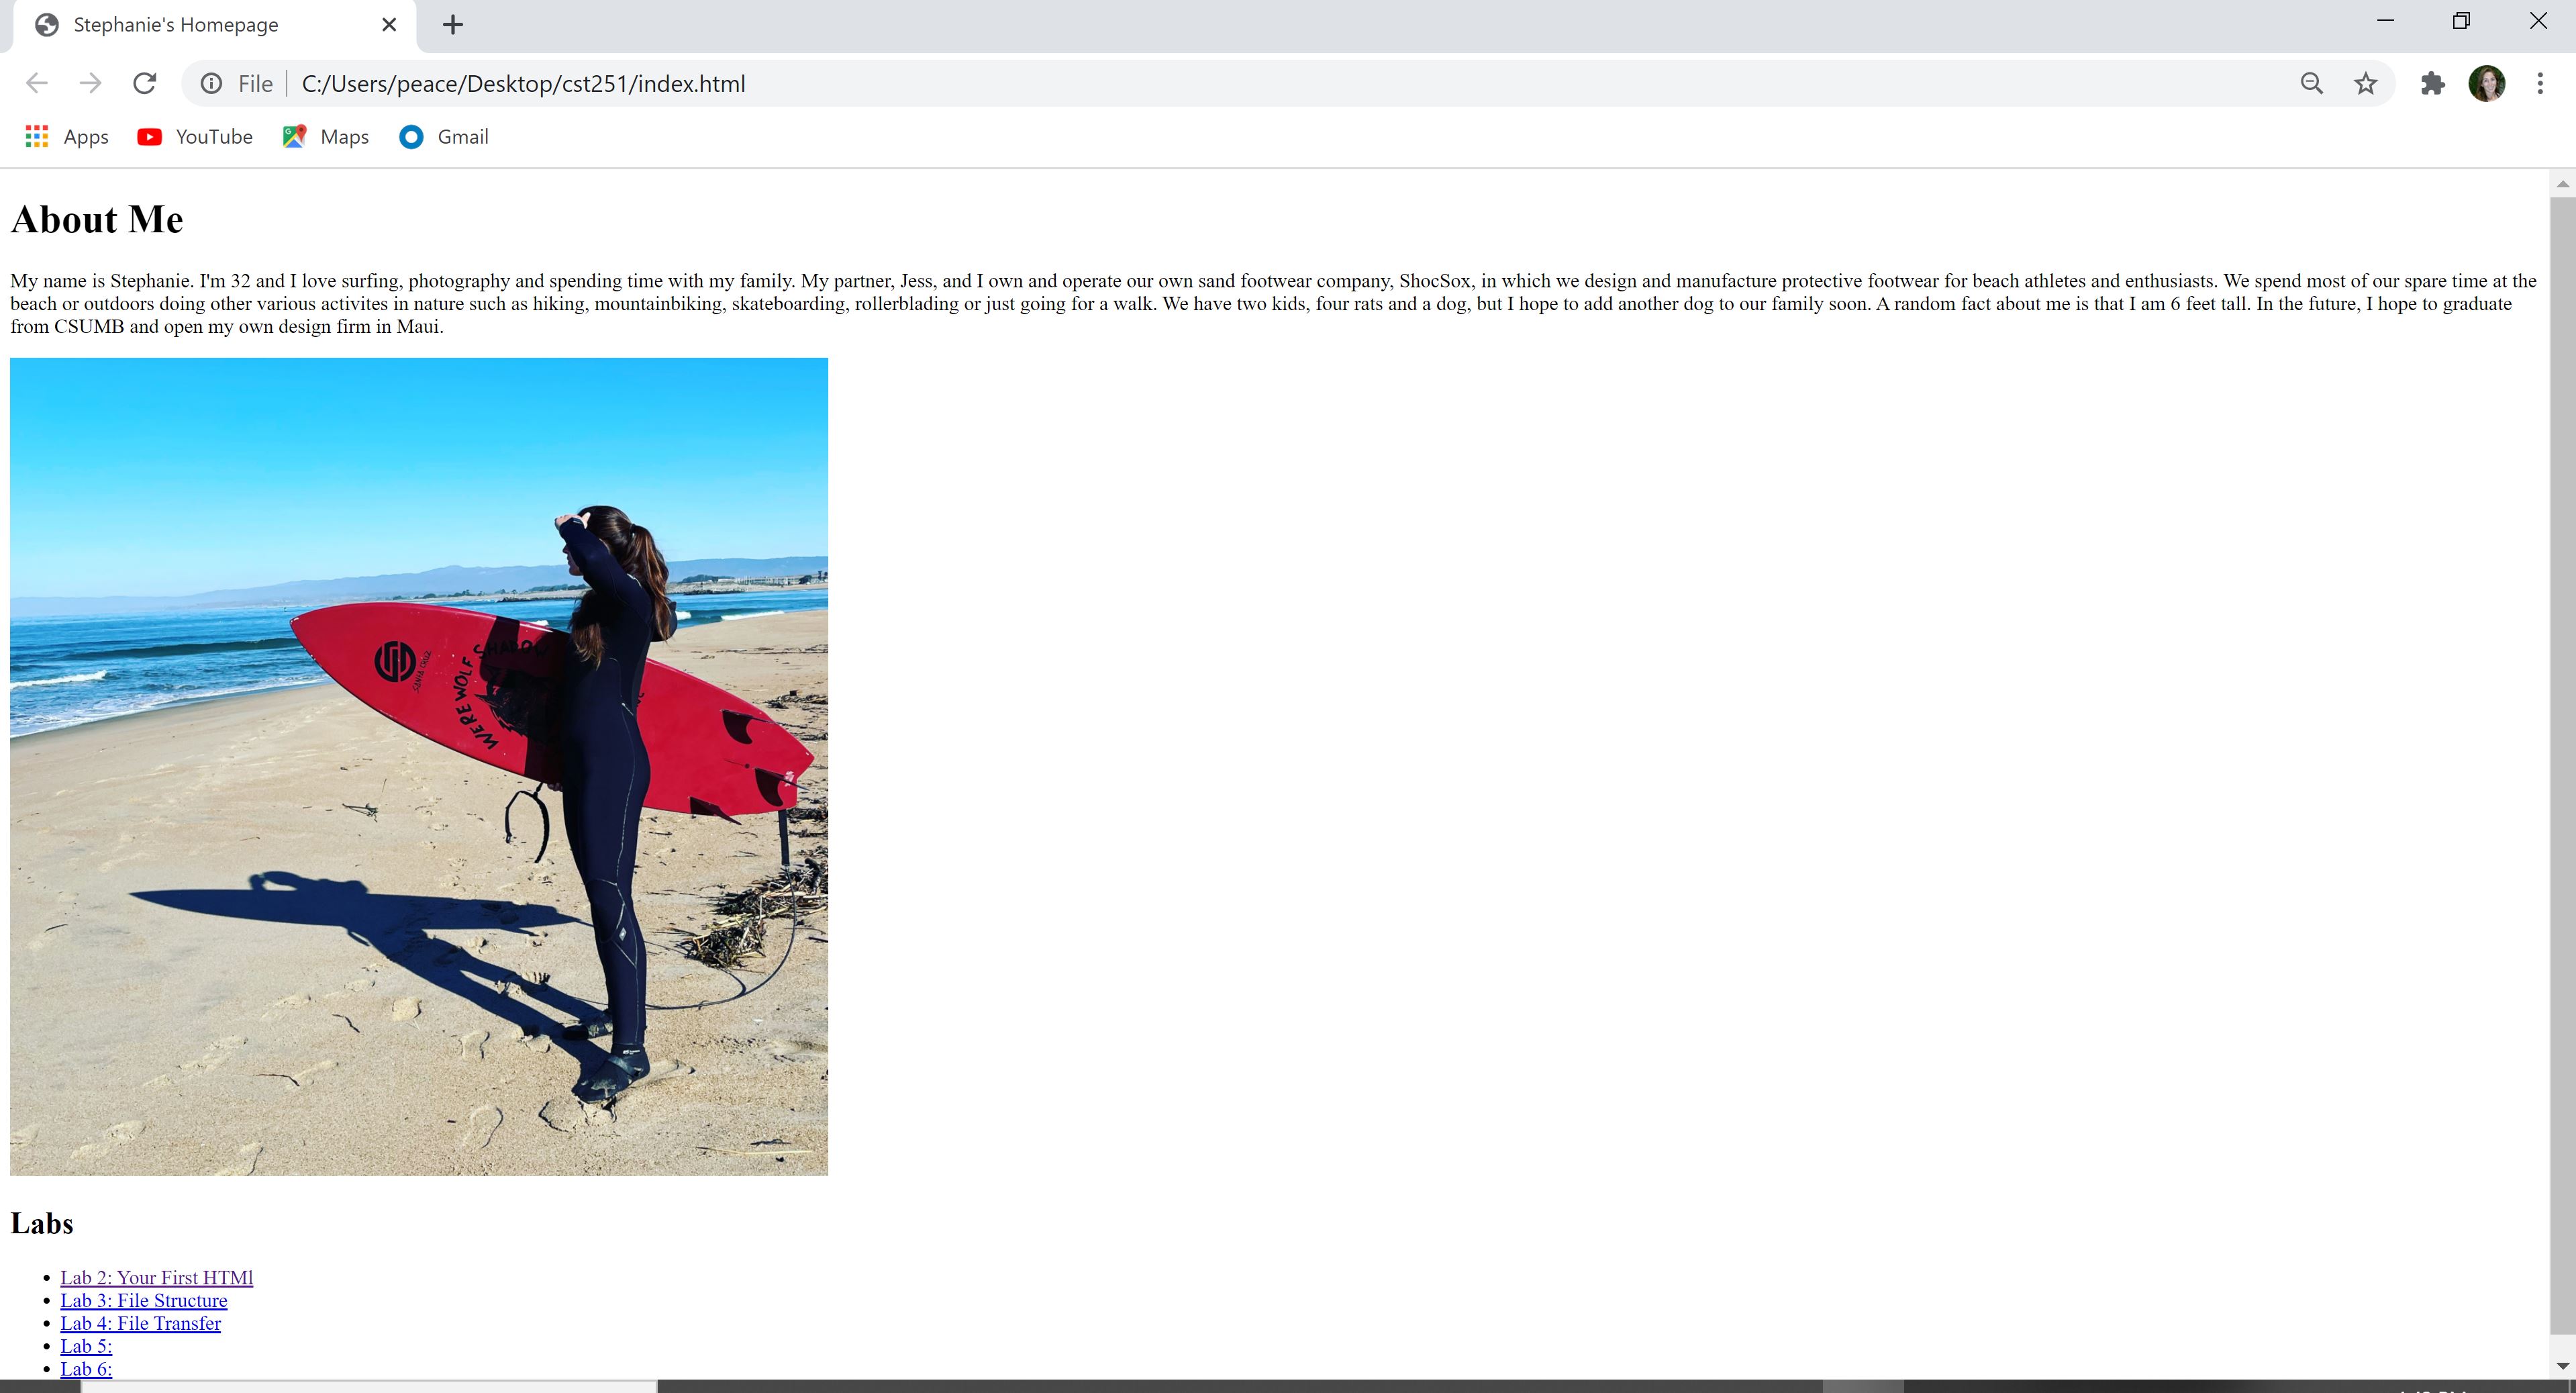 Stephanie's Homepage
File
C:/Users/peace/Desktop/cst251/index.html
Apps YouTube Maps Gmail
About Me
My name is Stephanie. I'm 32 and I love surfing, photography and spending time with my family. My partner, Jess, and I own and operate our own sand footwear company, ShocSox, in which we design and manufacture protective footwear for beach athletes and enthusiasts. We spend most of our spare time at the
beach or outdoors doing other various activites in nature such as hiking, mountainbiking, skateboarding, rollerblading or just going for a walk. We have two kids, four rats and a dog, but I hope to add another dog to our family soon. A random fact about me is that I am 6 feet tall. In the future, I hope to graduate
from CSUMB and open my own design firm in Maui.
SANTA CRUZ
WEREWOLF SHADOW
Labs
Lab 2: Your First HTMl
Lab 3: File Structure
Lab 4: File Transfer
Lab 5:
Lab 6: